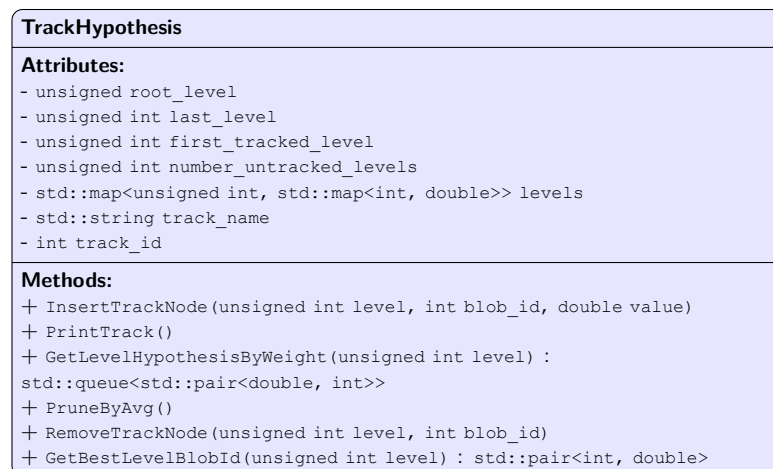 TrackHypothesis
Attributes:
- unsigned root_level
- unsigned int last_level
- unsigned int first_tracked_level
- unsigned int number_untracked_levels
- std::map<unsigned int, std::map<int, double>> levels
- std::string track_name
- int track_id
Methods:
+ InsertTrackNode(unsigned int level, int blob_id, double value)
+ PrintTrack()
+ GetLevelHypothesisByWeight(unsigned int level) :
std::queue<std::pair<double, int>>
+ PruneByAvg()
+ RemoveTrackNode(unsigned int level, int blob_id)
+ GetBestLevelBlobId(unsigned int level) : std::pair<int, double>